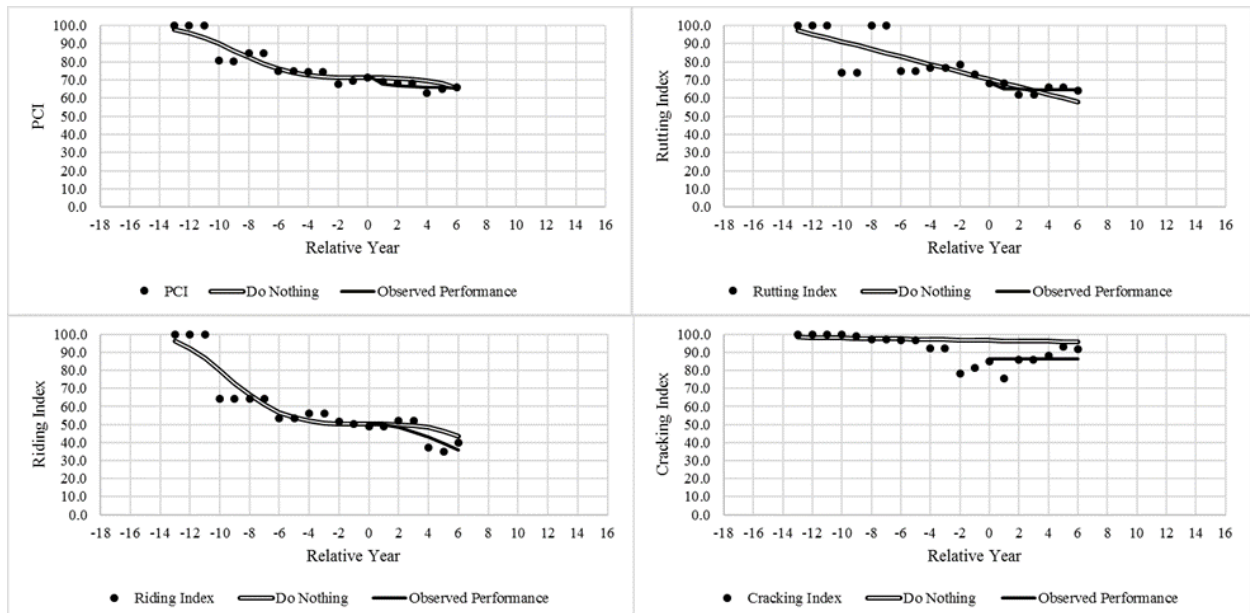 PCI
100.0
90.0
80.0
70.0
60.0
50.0
40.0
30.0
20.0
10.0
0.0
-18 -16 -14 -12 -10 -8 -6 -4 -2 0 2 4 6 8 10 12 14 16
Relative Year
PCI Do Nothing Observed Performance
Rutting Index
100.0
90.0
80.0
70.0
60.0
50.0
40.0
30.0
20.0
10.0
0.0
-18 -16 -14 -12 -10 -8 -6 -4 -2 0 2 4 6 8 10 12 14 16
Relative Year
Rutting Index Do Nothing Observed Performance
Riding Index
100.0
90.0
80.0
70.0
60.0
50.0
40.0
30.0
20.0
10.0
0.0
-18 -16 -14 -12 -10 -8 -6 -4 -2 0 2 4 6 8 10 12 14 16
Relative Year
Riding Index Do Nothing Observed Performance
Cracking Index
100.0
90.0
80.0
70.0
60.0
50.0
40.0
30.0
20.0
10.0
0.0
-18 -16 -14 -12 -10 -8 -6 -4 -2 0 2 4 6 8 10 12 14 16
Relative Year
Cracking Index Do Nothing Observed Performance